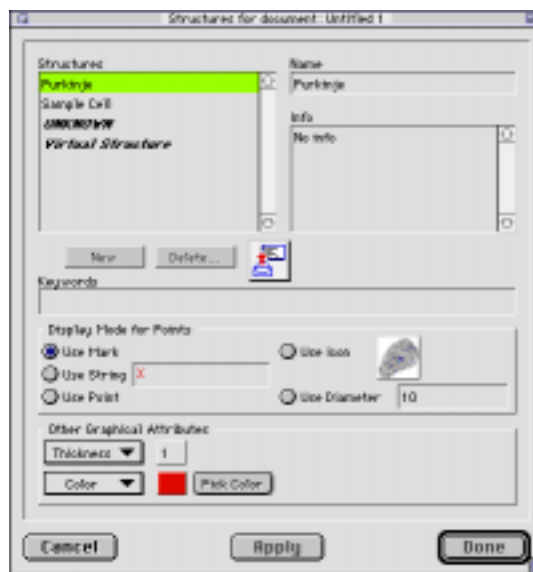 Structures for document: Untitled 1
Structures
Name
Purkinje
Purkinje
Sample Cell
UNKNOWN
Virtual Structure
Info
No info
New
Delete...
Keywords
Display Mode for Points
Use Mark
Use Icon
Use String
X
Use Point
Use Diameter
10
Other Graphical Attributes
Thickness
1
Color
Pick Color
Cancel
Apply
Done